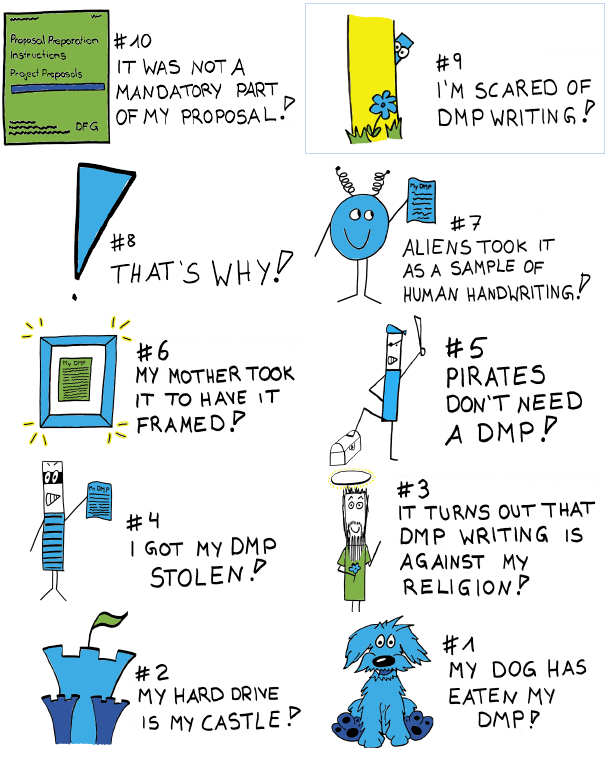 Proposal Preparation
Instructions
Project Proposals
DFG
#10
IT WAS NOT A
MANDATORY PART
OF MY PROPOSAL!
#9
I'M SCARED OF
DMP WRITING!
#8
THAT'S WHY!
My DMP
#7
ALIENS TOOK IT
AS A SAMPLE OF
HUMAN HANDWRITING!
My DMP
#6
MY MOTHER TOOK
IT TO HAVE IT
FRAMED!
#5
PIRATES
DON'T NEED
A DMP!
My DMP
#4
I GOT MY DMP
STOLEN!
#3
IT TURNS OUT THAT
DMP WRITING IS
AGAINST MY
RELIGION!
#2
MY HARD DRIVE
IS MY CASTLE!
#1
MY DOG HAS
EATEN MY
DMP!